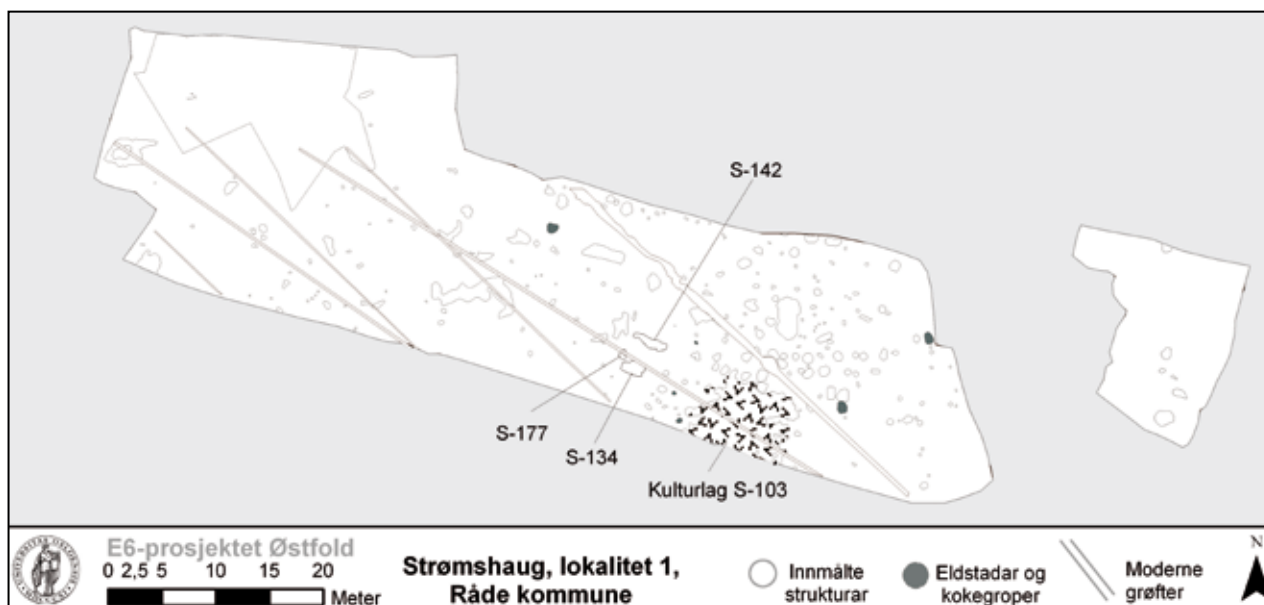 S-142
S-177
S-134
Kulturlag S-103
E6-prosjektet Østfold
0 2,5 5 10 15 20
Meter
Strømshaug, lokalitet 1,
Råde kommune
Innmålte
strukturar
Eldstadar og
kokegroper
Moderne
grøfter
N